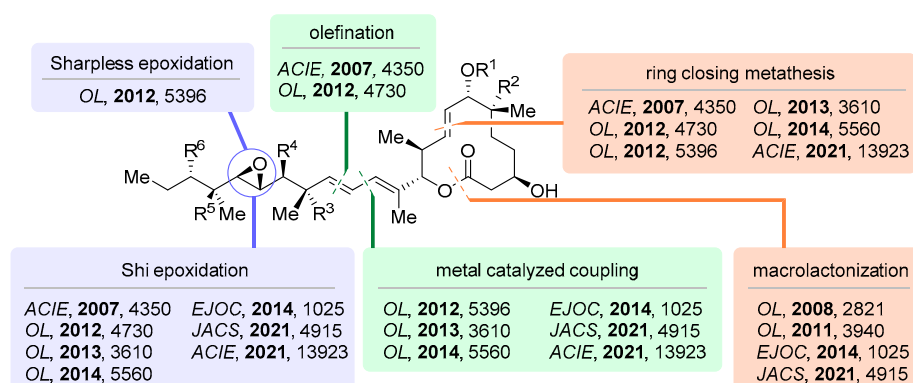 olefination
ACIE, 2007, 4350
OL, 2012, 4730
Sharpless epoxidation
OL, 2012, 5396
ring closing metathesis
ACIE, 2007, 4350 OL, 2013, 3610
OL, 2012, 4730 OL, 2014, 5560
OL, 2012, 5396 ACIE, 2021, 13923
OR1
R2
Me
Me
R6
O
R4
O
Me
O
OH
R5
Me
Me
R3
Me
Shi epoxidation
ACIE, 2007, 4350 EJOC, 2014, 1025
OL, 2012, 4730 JACS, 2021, 4915
OL, 2013, 3610 ACIE, 2021, 13923
OL, 2014, 5560
metal catalyzed coupling
OL, 2012, 5396 EJOC, 2014, 1025
OL, 2013, 3610 JACS, 2021, 4915
OL, 2014, 5560 ACIE, 2021, 13923
macrolactonization
OL, 2008, 2821
OL, 2011, 3940
EJOC, 2014, 1025
JACS, 2021, 4915